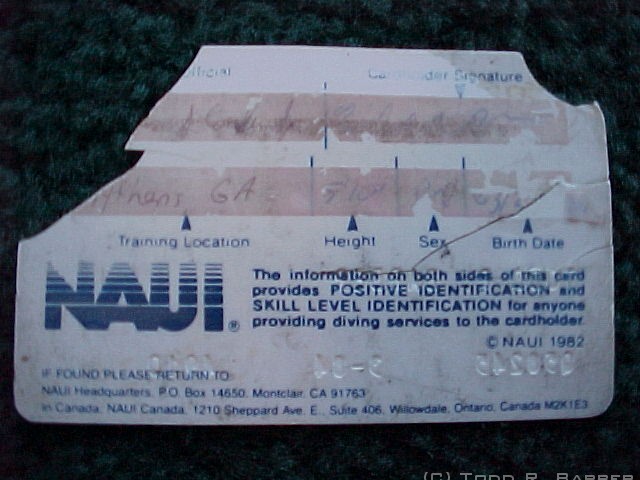 Cardholder Signature
Athens GA
Training Location Height Sex Birth Date
NAUI®
The information on both sides of this card
provides POSITIVE IDENTIFICATION and
SKILL LEVEL IDENTIFICATION for anyone
providing diving services to the cardholder.
© NAUI 1982
IF FOUND PLEASE RETURN TO
NAUI Headquarters, P.O. Box 14650, Montclair, CA 91763
In Canada, NAUI Canada, 1210 Sheppard Ave. E., Suite 406, Willowdale, Ontario, Canada M2K1E3
(C) Todd R. Barber